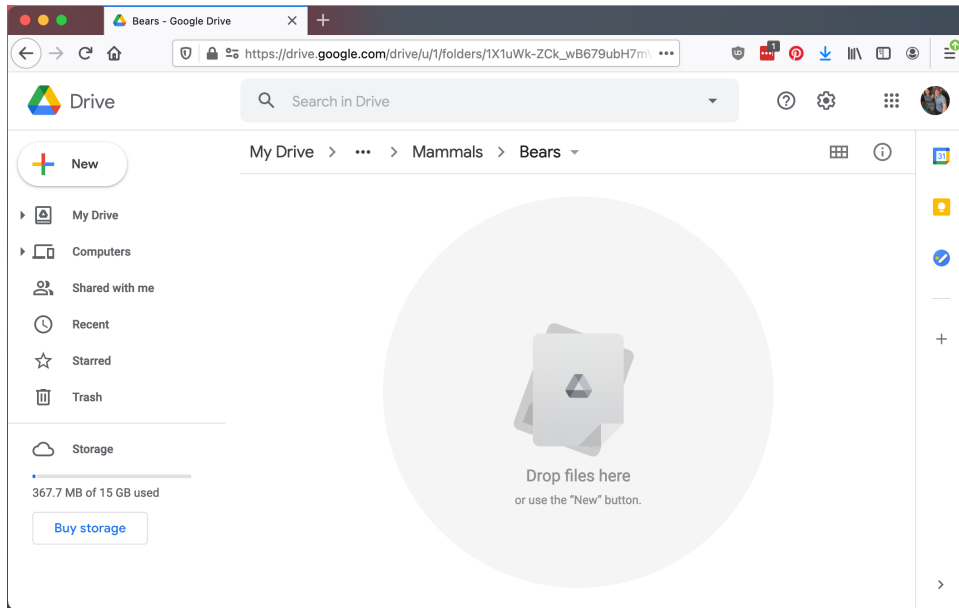 Bears - Google Drive
https://drive.google.com/drive/u/1/folders/1X1uWk-ZCk_wB679ubH7m
1
Drive
Search in Drive
New
My Drive > ••• > Mammals > Bears
31
My Drive
Computers
Shared with me
Recent
Starred
Trash
Storage
367.7 MB of 15 GB used
Buy storage
Drop files here
or use the “New” button.